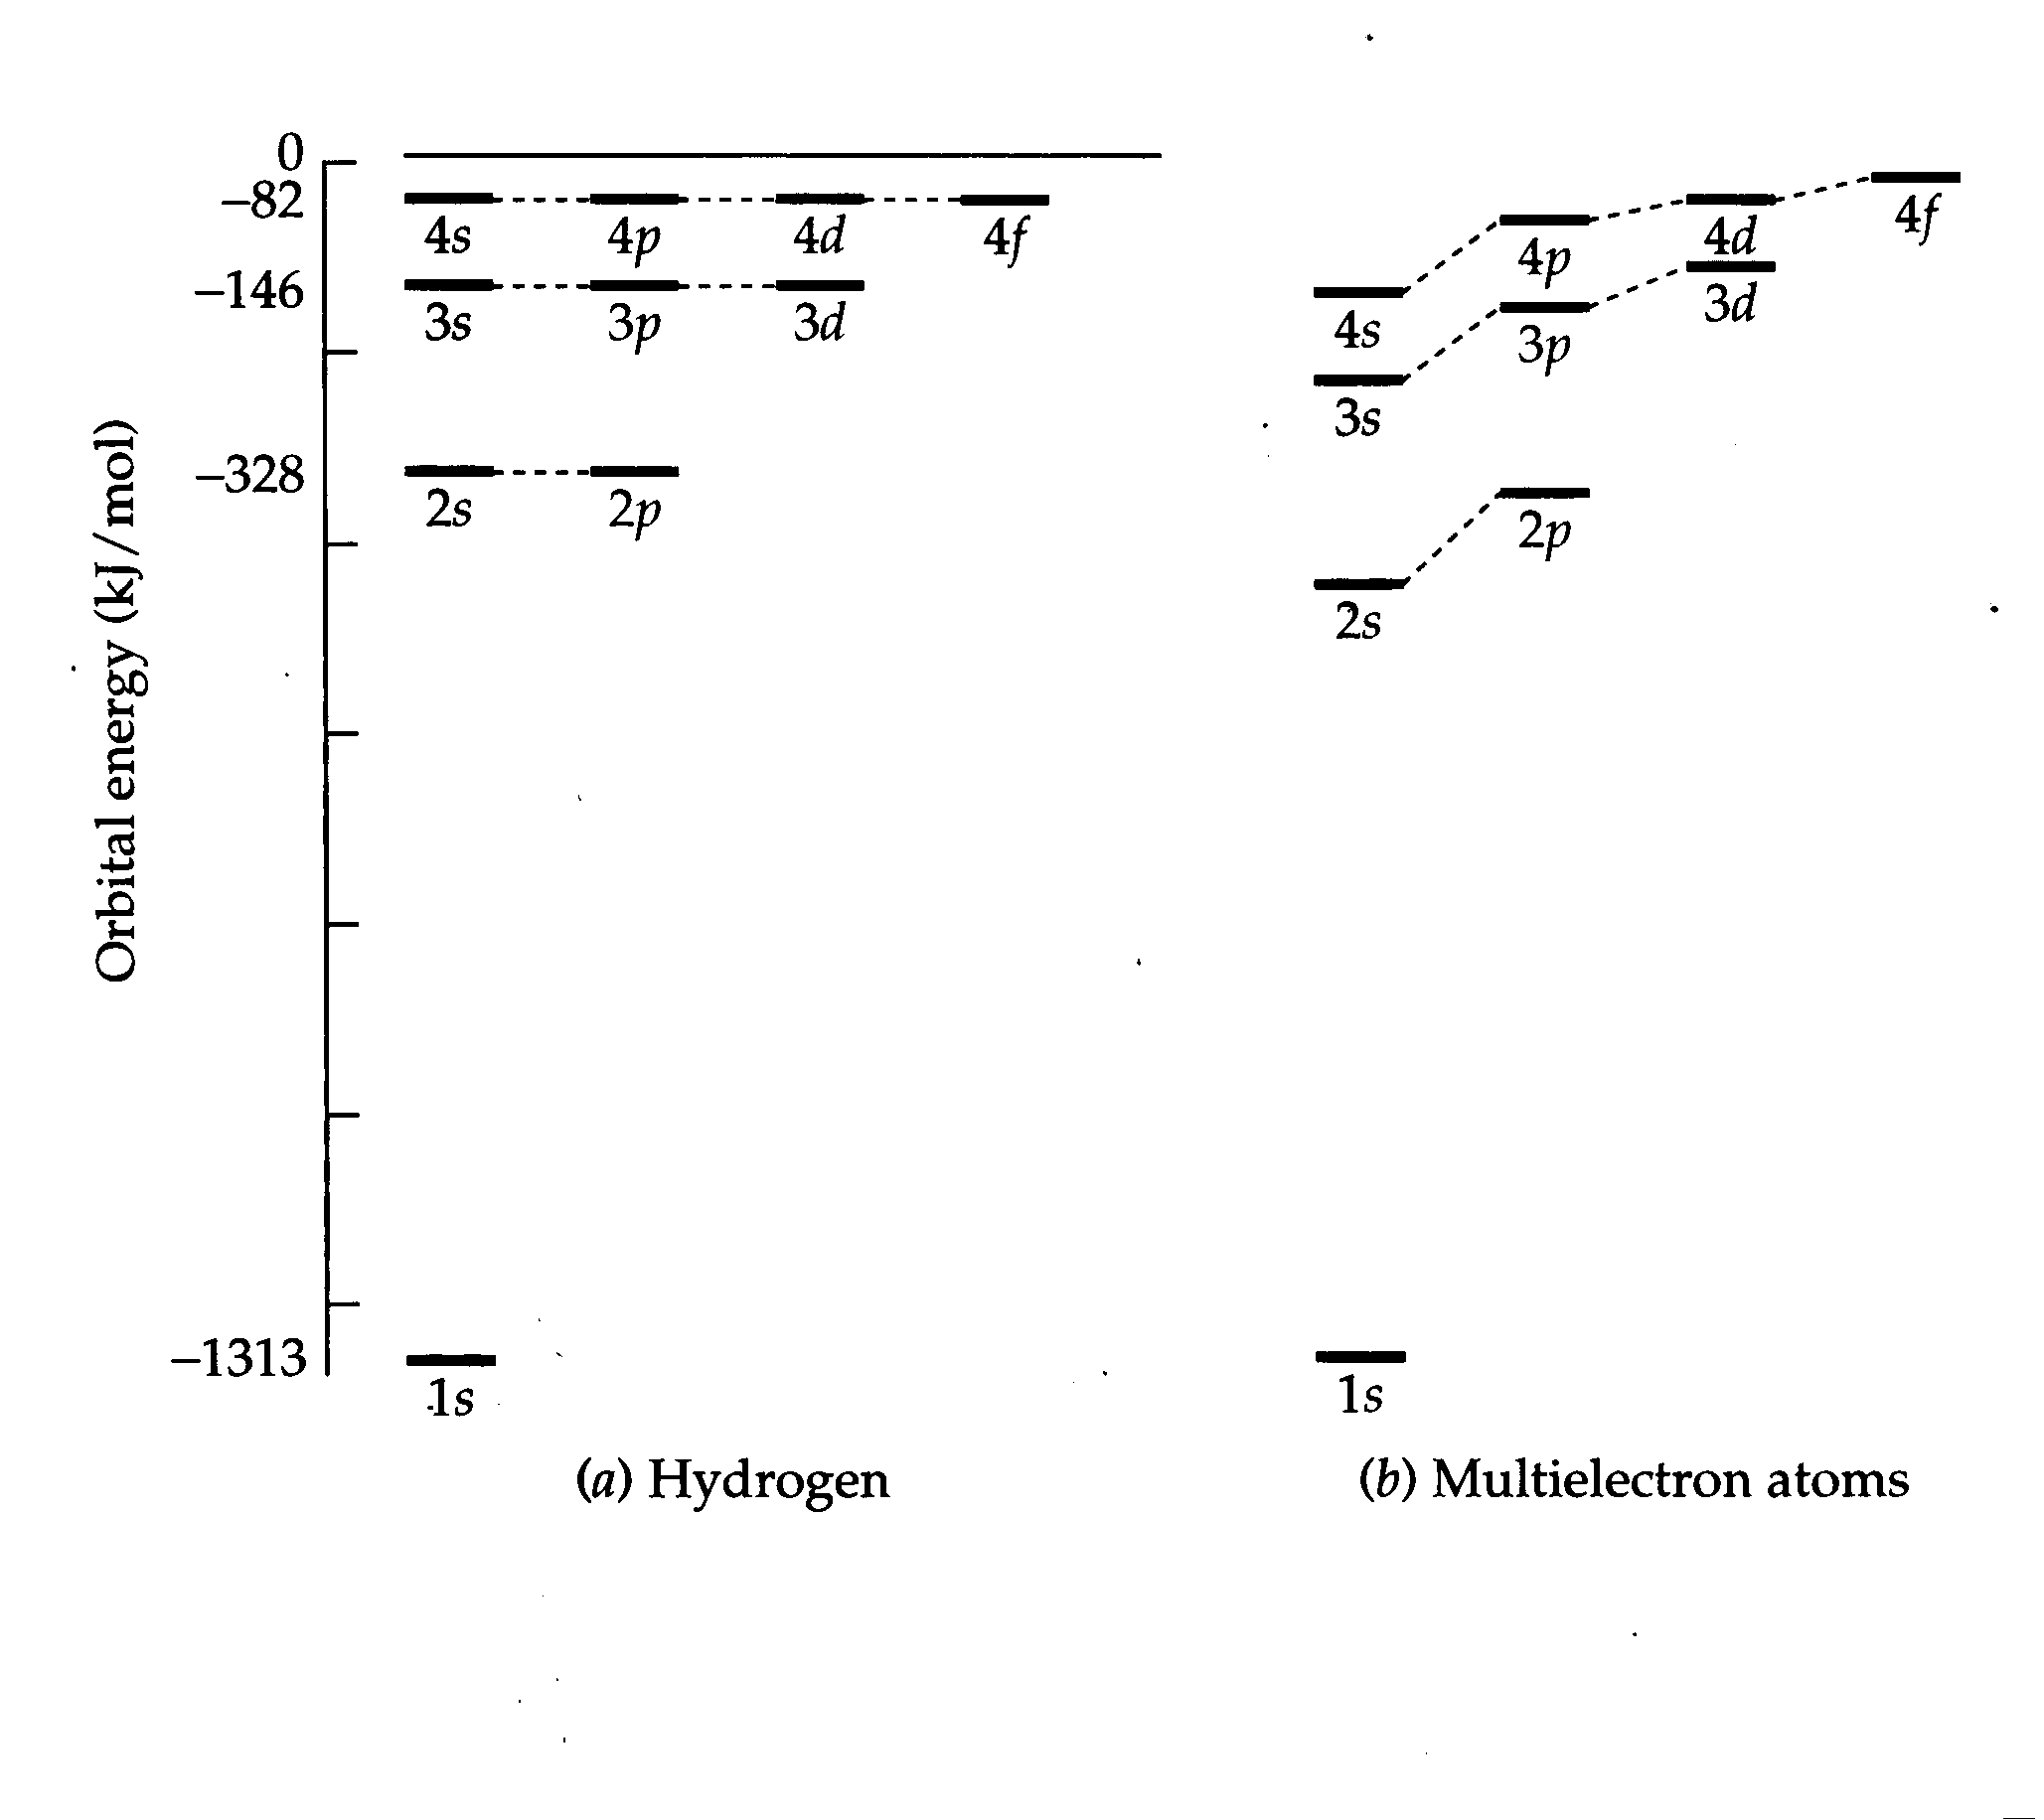 0
−82
4s 4p 4d 4f
−146
3s 3p 3d
−328
2s 2p
−1313
1s
Orbital energy (kJ/mol)
(a) Hydrogen
4f
4p 4d
4s
3p 3d
3s
2p
2s
1s
(b) Multielectron atoms